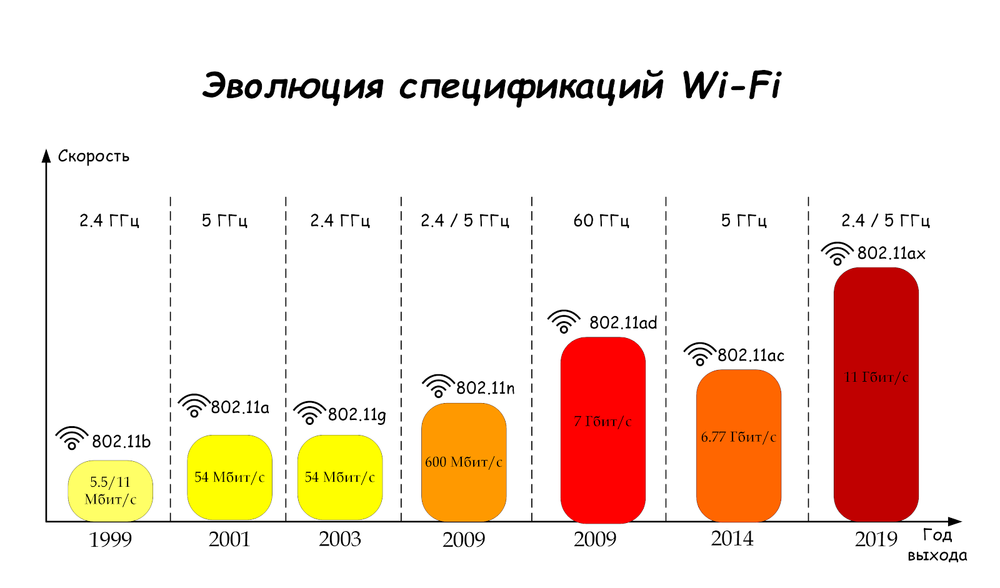 Эволюция спецификаций Wi-Fi
Скорость
2.4 ГГц
5 ГГц
2.4 ГГц
2.4 / 5 ГГц
60 ГГц
5 ГГц
2.4 / 5 ГГц
802.11b
802.11a
802.11g
802.11n
802.11ad
802.11ac
802.11ax
5.5/11
Мбит/с
54 Мбит/с
54 Мбит/с
600 Мбит/с
7 Гбит/с
6.77 Гбит/с
11 Гбит/с
1999
2001
2003
2009
2009
2014
2019
Год
выхода